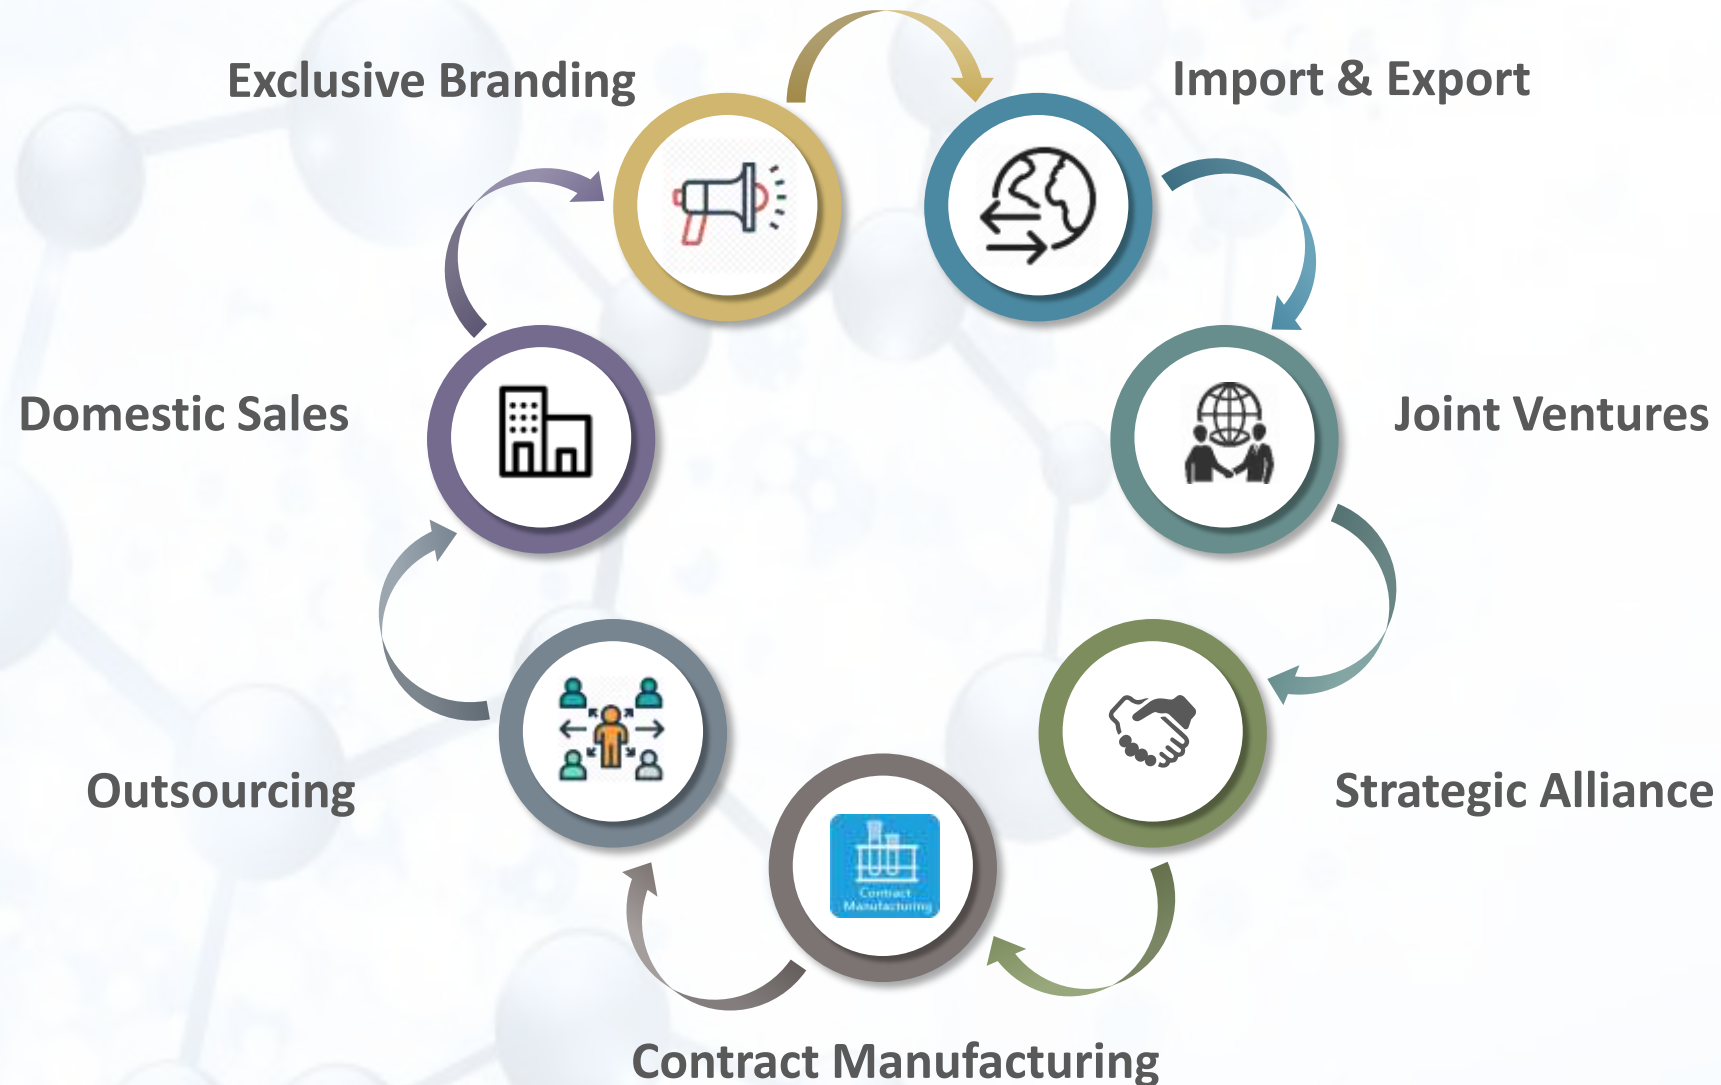 Exclusive Branding
Import & Export
Domestic Sales
Joint Ventures
Outsourcing
Strategic Alliance
Contract
Manufacturing
Contract Manufacturing